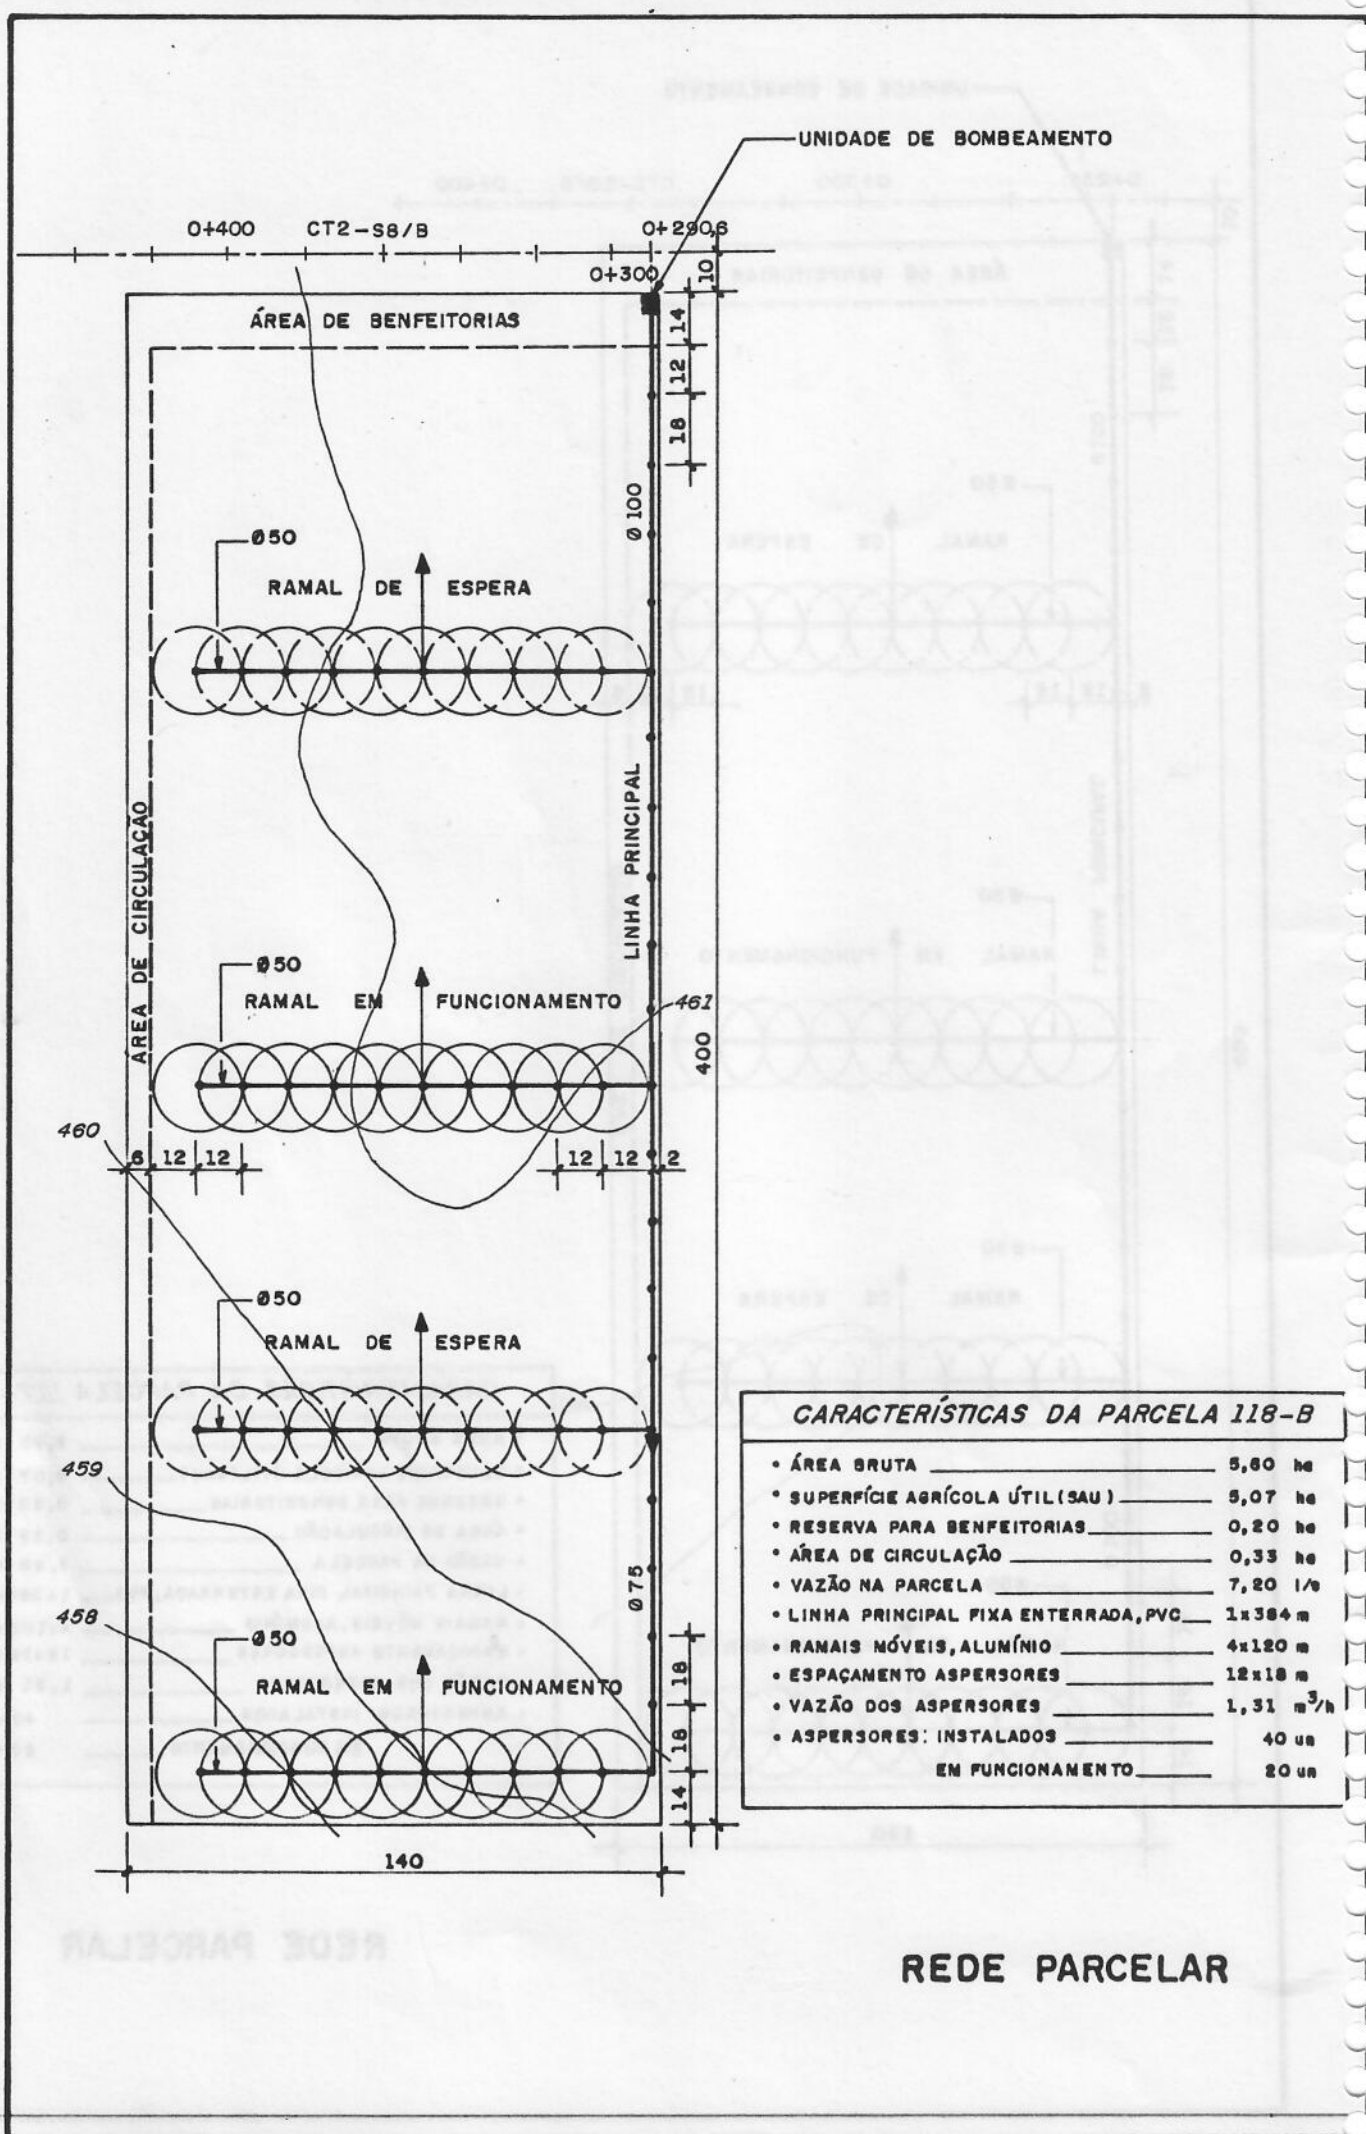 UNIDADE DE BOMBEAMENTO
0+400 CT2-S8/B 0+290,6
0+300
10
ÁREA DE BENFEITORIAS
14
12
18
Ø 100
Ø50
RAMAL DE ESPERA
LINHA PRINCIPAL
ÁREA DE CIRCULAÇÃO
Ø50
RAMAL EM FUNCIONAMENTO
461
400
460
6 12 12 12 12 2
Ø50
RAMAL DE ESPERA
459
Ø 75
458
Ø50
RAMAL EM FUNCIONAMENTO
18
18
14
140
CARACTERÍSTICAS DA PARCELA 118-B
• ÁREA BRUTA 5,60 ha
• SUPERFÍCIE AGRÍCOLA ÚTIL (SAU) 5,07 ha
• RESERVA PARA BENFEITORIAS 0,20 ha
• ÁREA DE CIRCULAÇÃO 0,33 ha
• VAZÃO NA PARCELA 7,20 l/s
• LINHA PRINCIPAL FIXA ENTERRADA, PVC 1x384 m
• RAMAIS MÓVEIS, ALUMÍNIO 4x120 m
• ESPAÇAMENTO ASPERSORES 12x18 m
• VAZÃO DOS ASPERSORES 1,31 m³/h
• ASPERSORES: INSTALADOS 40 un
EM FUNCIONAMENTO 20 un
REDE PARCELAR